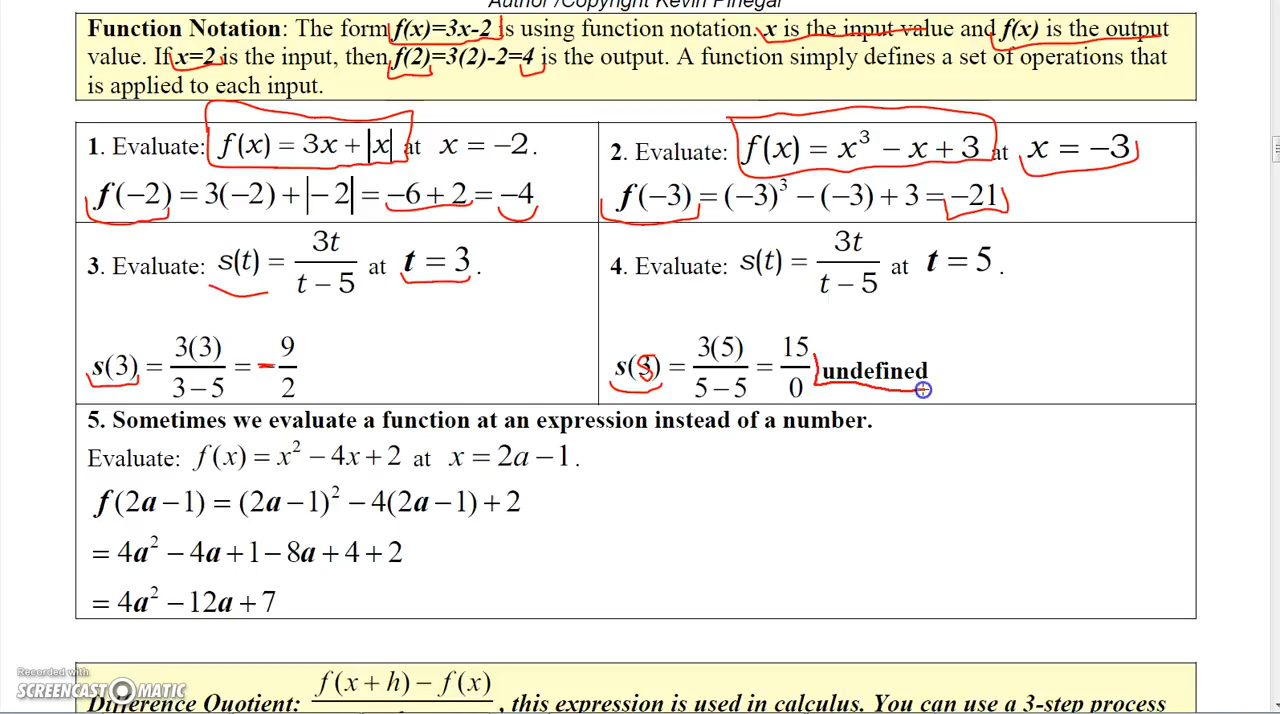 Author /Copyright Kevin Pinegar
Function Notation: The form f(x)=3x-2 is using function notation. x is the input value and f(x) is the output
value. If x=2 is the input, then f(2)=3(2)-2=4 is the output. A function simply defines a set of operations that
is applied to each input.
1. Evaluate: f(x) = 3x + |x| at x = −2.
f(−2) = 3(−2) + |−2| = −6 + 2 = −4
2. Evaluate: f(x) = x³ − x + 3 at x = −3
f(−3) = (−3)³ − (−3) + 3 = −21
3. Evaluate: s(t) = 3t / (t − 5) at t = 3.
s(3) = 3(3) / (3 − 5) = − 9/2
4. Evaluate: s(t) = 3t / (t − 5) at t = 5.
s(5) = 3(5) / (5 − 5) = 15/0 undefined
5. Sometimes we evaluate a function at an expression instead of a number.
Evaluate: f(x) = x² − 4x + 2 at x = 2a − 1.
f(2a − 1) = (2a − 1)² − 4(2a − 1) + 2
= 4a² − 4a + 1 − 8a + 4 + 2
= 4a² − 12a + 7
Recorded with
SCREENCAST O MATIC
Difference Quotient: f(x + h) − f(x) , this expression is used in calculus. You can use a 3-step process